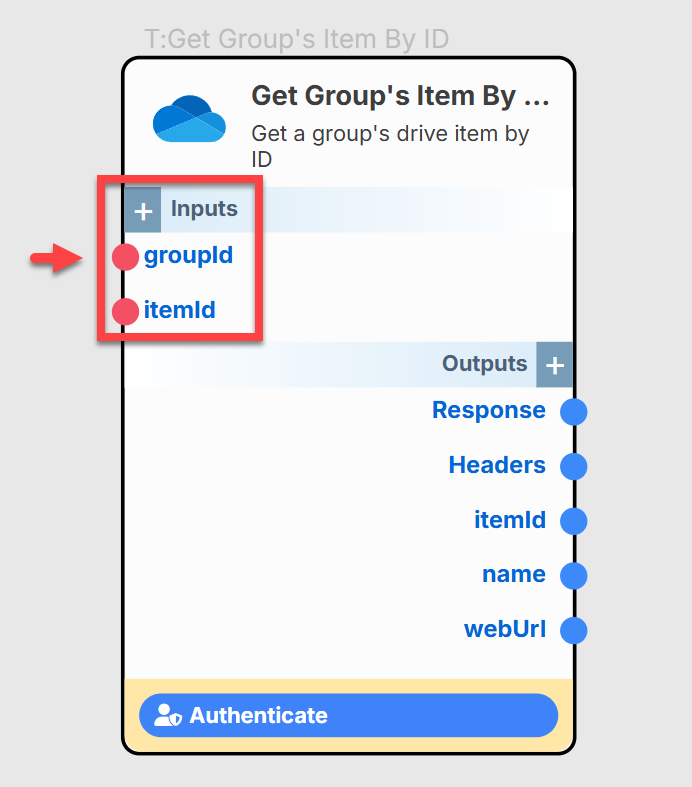 T:Get Group's Item By ID
Get Group's Item By ...
Get a group's drive item by
ID
+ Inputs
groupId
itemId
Outputs +
Response
Headers
itemId
name
webUrl
Authenticate